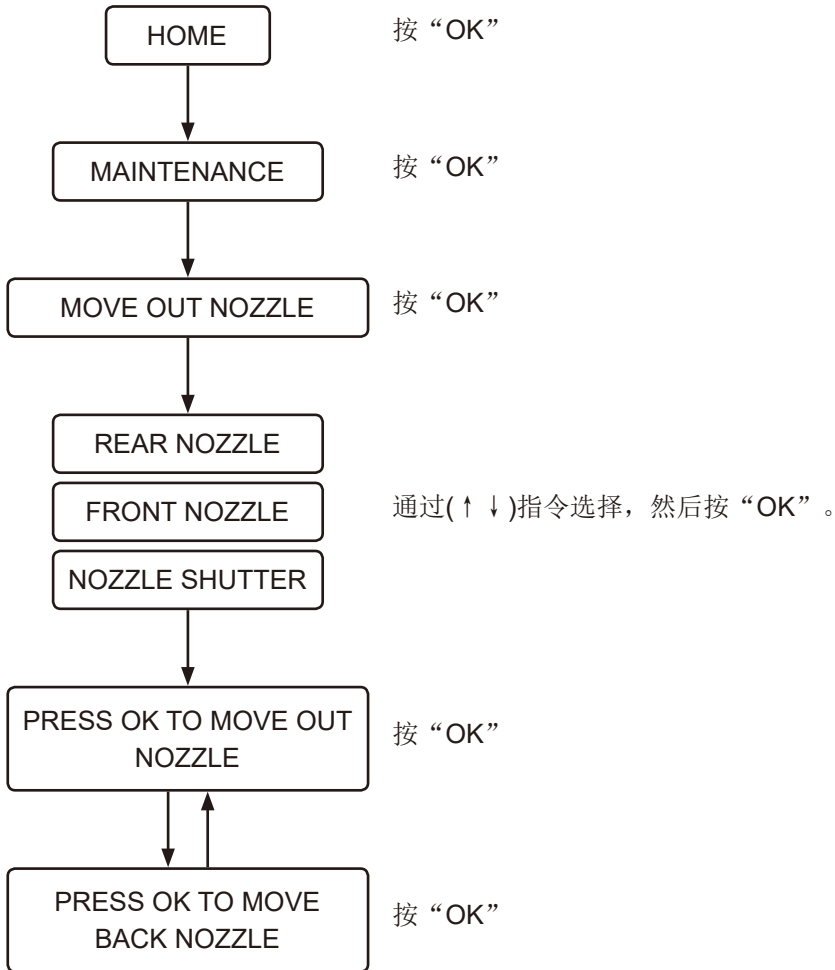 HOME 按“OK”
MAINTENANCE 按“OK”
MOVE OUT NOZZLE 按“OK”
REAR NOZZLE
FRONT NOZZLE 通过(↑↓)指令选择，然后按“OK”。
NOZZLE SHUTTER
PRESS OK TO MOVE OUT
NOZZLE
按“OK”
PRESS OK TO MOVE
BACK NOZZLE
按“OK”